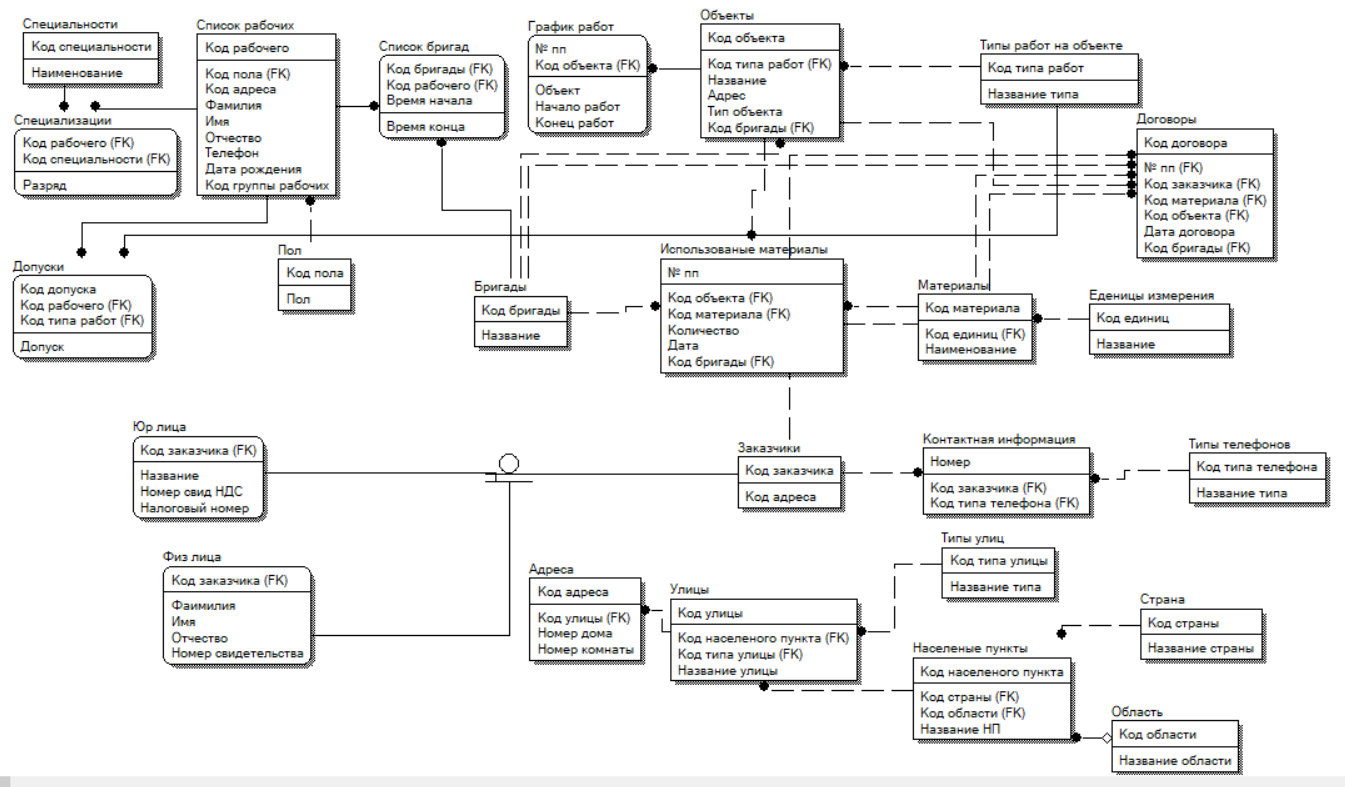 Специальности
Код специальности
Наименование
Специализации
Код рабочего (FK)
Код специальности (FK)
Разряд
Список рабочих
Код рабочего
Код пола (FK)
Код адреса
Фамилия
Имя
Отчество
Телефон
Дата рождения
Код группы рабочих
Список бригад
Код бригады (FK)
Код рабочего (FK)
Время начала
Время конца
График работ
№ пп
Код объекта (FK)
Объект
Начало работ
Конец работ
Объекты
Код объекта
Код типа работ (FK)
Название
Адрес
Тип объекта
Код бригады (FK)
Типы работ на объекте
Код типа работ
Название типа
Договоры
Код договора
№ пп (FK)
Код заказчика (FK)
Код материала (FK)
Код объекта (FK)
Дата договора
Код бригады (FK)
Допуски
Код допуска
Код рабочего (FK)
Код типа работ (FK)
Допуск
Пол
Код пола
Пол
Бригады
Код бригады
Название
Использованые материалы
№ пп
Код объекта (FK)
Код материала (FK)
Количество
Дата
Код бригады (FK)
Материалы
Код материала
Код единиц (FK)
Наименование
Еденицы измерения
Код единиц
Название
Юр лица
Код заказчика (FK)
Название
Номер свид НДС
Налоговый номер
Заказчики
Код заказчика
Код адреса
Контактная информация
Номер
Код заказчика (FK)
Код типа телефона (FK)
Типы телефонов
Код типа телефона
Название типа
Физ лица
Код заказчика (FK)
Фаимилия
Имя
Отчество
Номер свидетельства
Адреса
Код адреса
Код улицы (FK)
Номер дома
Номер комнаты
Улицы
Код улицы
Код населеного пункта (FK)
Код типа улицы (FK)
Название улицы
Типы улиц
Код типа улицы
Название типа
Населеные пункты
Код населеного пункта
Код страны (FK)
Код области (FK)
Название НП
Страна
Код страны
Название страны
Область
Код области
Название области